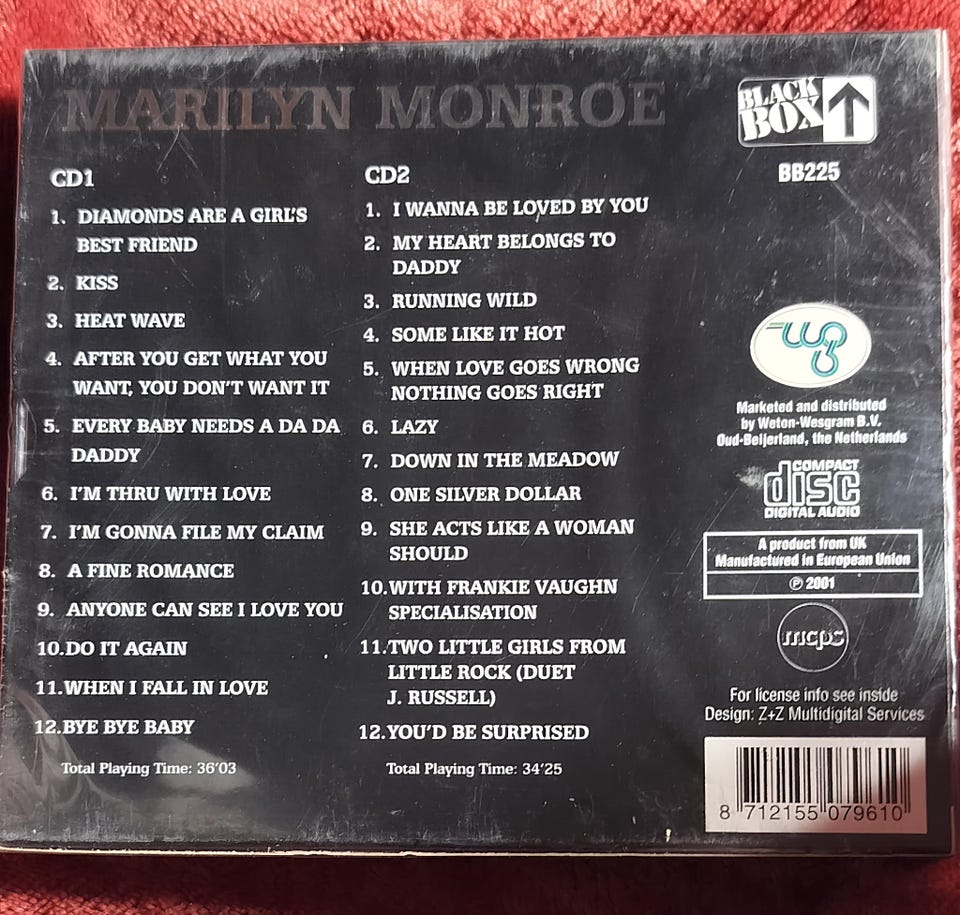 MARILYN MONROE
BLACK
BOX
BB225
CD1
1. DIAMONDS ARE A GIRL'S
BEST FRIEND
2. KISS
3. HEAT WAVE
4. AFTER YOU GET WHAT YOU
WANT, YOU DON'T WANT IT
5. EVERY BABY NEEDS A DA DA
DADDY
6. I'M THRU WITH LOVE
7. I'M GONNA FILE MY CLAIM
8. A FINE ROMANCE
9. ANYONE CAN SEE I LOVE YOU
10. DO IT AGAIN
11. WHEN I FALL IN LOVE
12. BYE BYE BABY
Total Playing Time: 36'03
CD2
1. I WANNA BE LOVED BY YOU
2. MY HEART BELONGS TO
DADDY
3. RUNNING WILD
4. SOME LIKE IT HOT
5. WHEN LOVE GOES WRONG
NOTHING GOES RIGHT
6. LAZY
7. DOWN IN THE MEADOW
8. ONE SILVER DOLLAR
9. SHE ACTS LIKE A WOMAN
SHOULD
10. WITH FRANKIE VAUGHN
SPECIALISATION
11. TWO LITTLE GIRLS FROM
LITTLE ROCK (DUET
J. RUSSELL)
12. YOU'D BE SURPRISED
Total Playing Time: 34'25
Marketed and distributed
by Weton-Wesgram B.V.
Oud-Beijerland, the Netherlands
COMPACT
disc
DIGITAL AUDIO
A product from UK
Manufactured in European Union
℗ 2001
mcps
For license info see inside
Design: Z+Z Multidigital Services
8 712155 079610